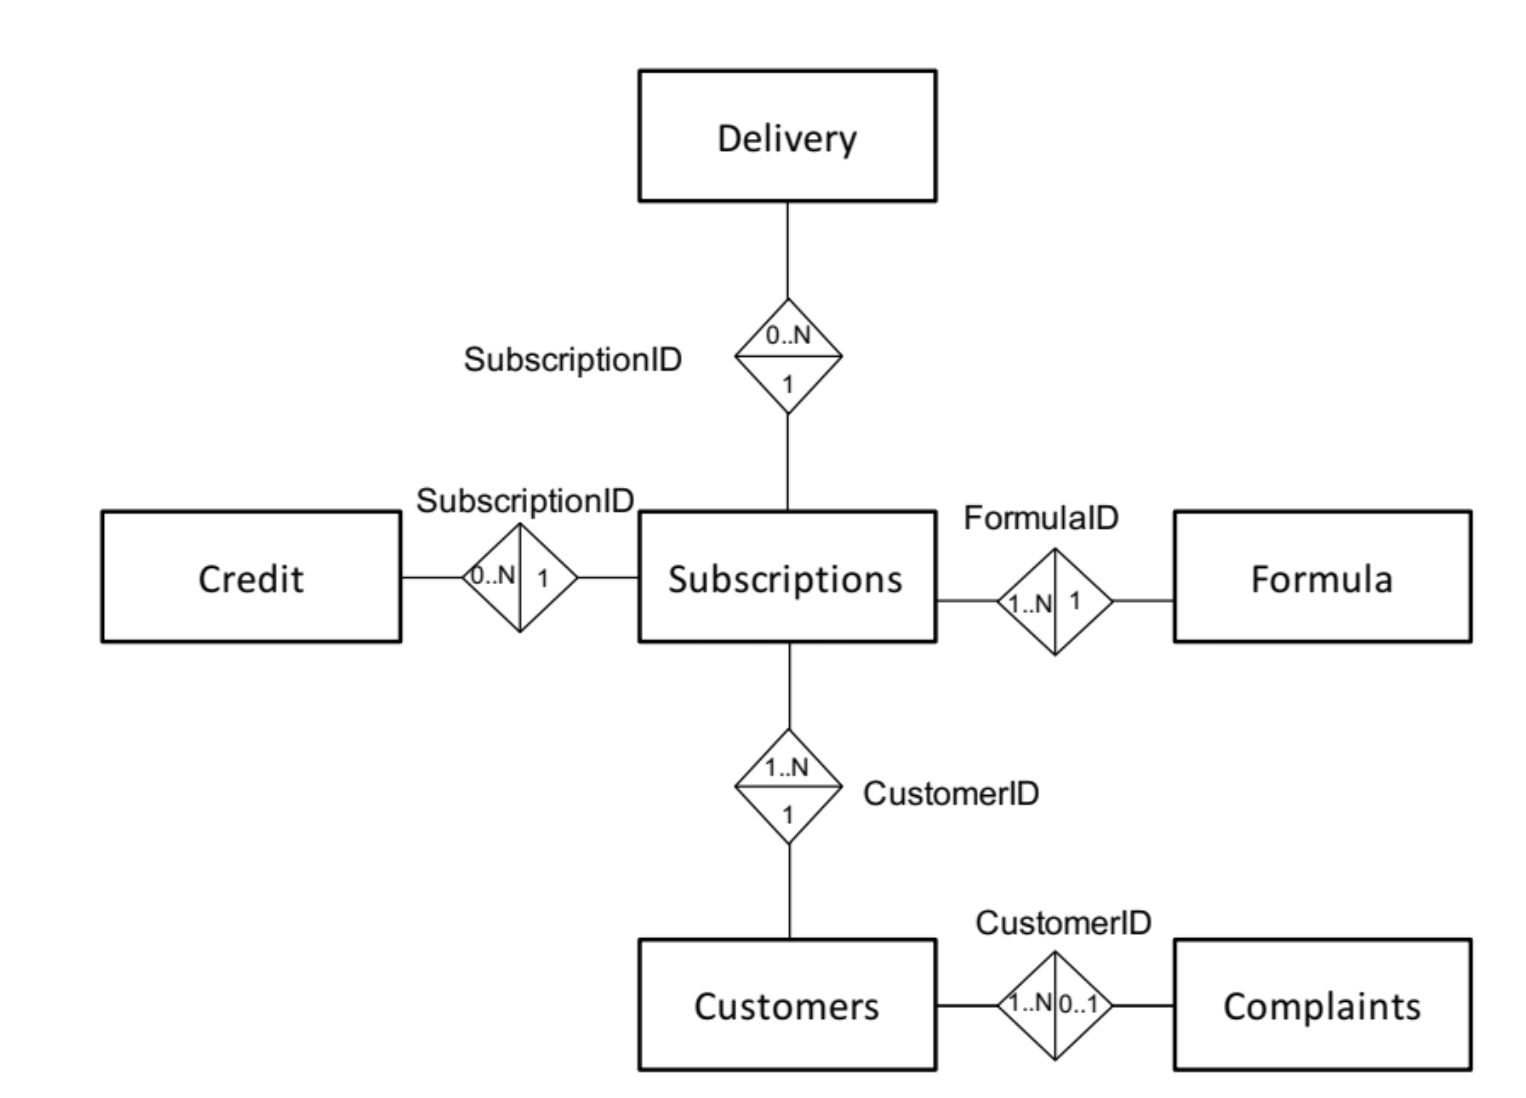 Delivery
SubscriptionID
0..N
1
Credit
SubscriptionID
0..N
1
Subscriptions
FormulaID
1..N
1
Formula
1..N
1
CustomerID
Customers
CustomerID
1..N
0..1
Complaints